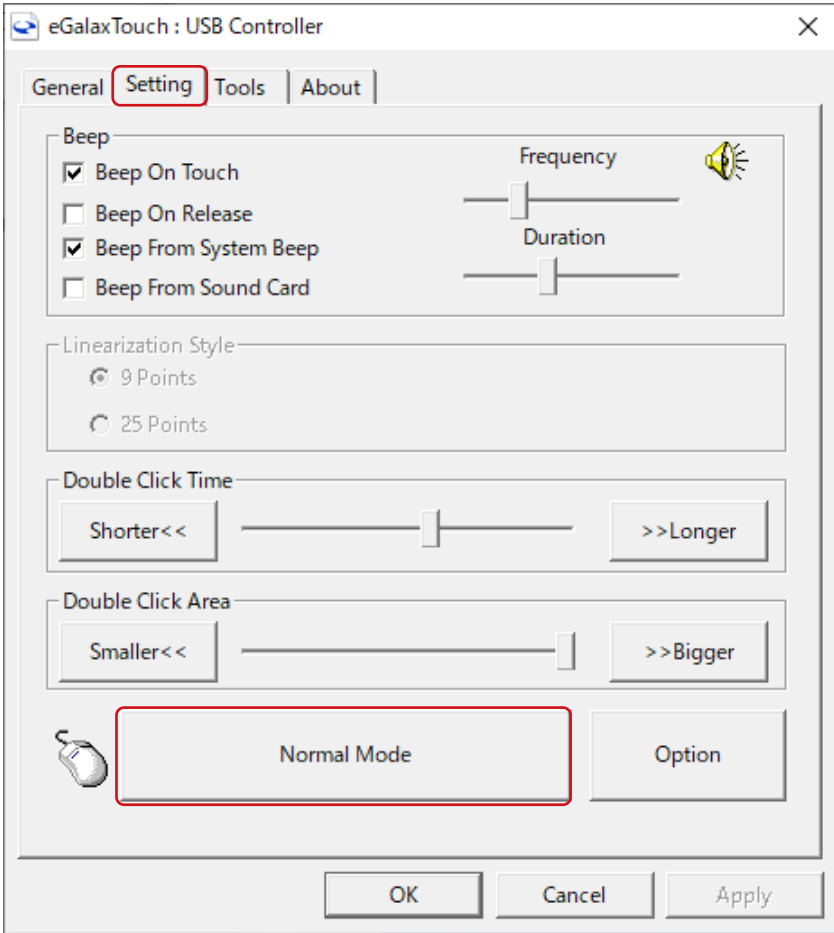 eGalaxTouch : USB Controller
General Setting Tools About
Beep
Beep On Touch
Beep On Release
Beep From System Beep
Beep From Sound Card
Frequency
Duration
Linearization Style
9 Points
25 Points
Double Click Time
Shorter<< >>Longer
Double Click Area
Smaller<< >>Bigger
Normal Mode Option
OK Cancel Apply